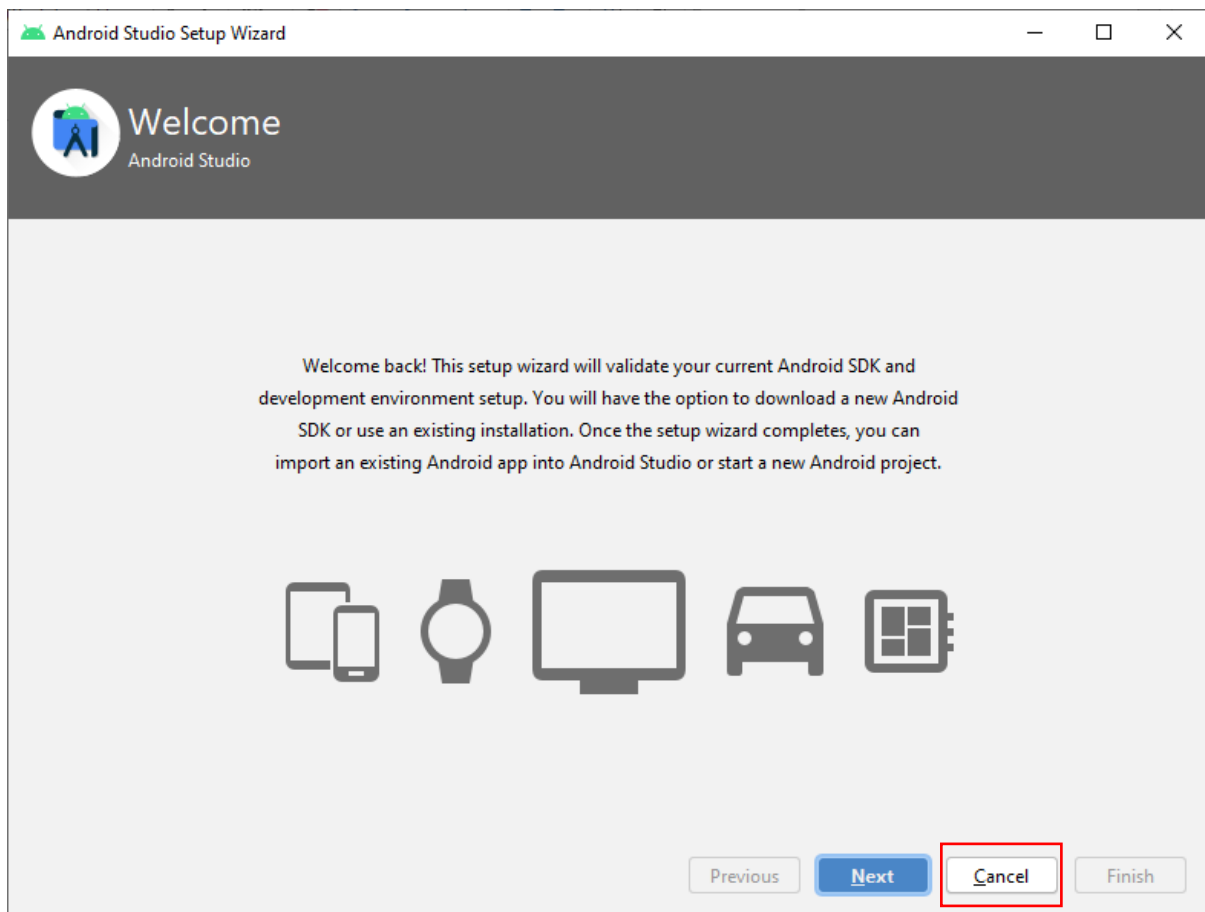 Android Studio Setup Wizard
Welcome
Android Studio
Welcome back! This setup wizard will validate your current Android SDK and
development environment setup. You will have the option to download a new Android
SDK or use an existing installation. Once the setup wizard completes, you can
import an existing Android app into Android Studio or start a new Android project.
Previous Next Cancel Finish